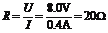 R = U/I = 8.0V/0.4A = 20Ω